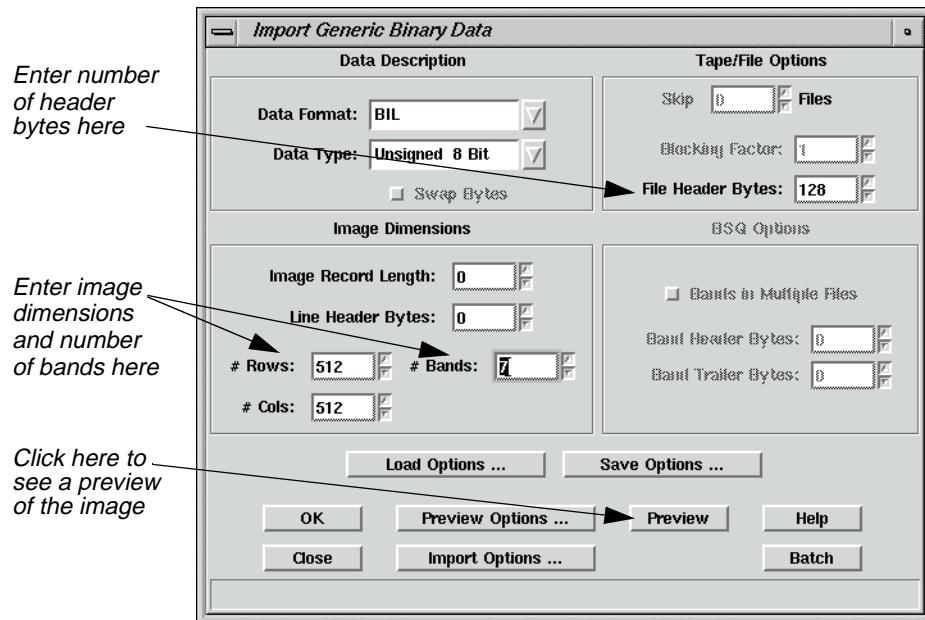 Import Generic Binary Data
Data Description
Tape/File Options
Enter number
of header
bytes here
Data Format: BIL
Data Type: Unsigned 8 Bit
Swap Bytes
Skip 0 Files
Blocking Factor: 1
File Header Bytes: 128
Image Dimensions
BSQ Options
Enter image
dimensions
and number
of bands here
Image Record Length: 0
Line Header Bytes: 0
# Rows: 512 # Bands: 7
# Cols: 512
Bands in Multiple Files
Band Header Bytes: 0
Band Trailer Bytes: 0
Click here to
see a preview
of the image
Load Options ... Save Options ...
OK Preview Options ... Preview Help
Close Import Options ... Batch